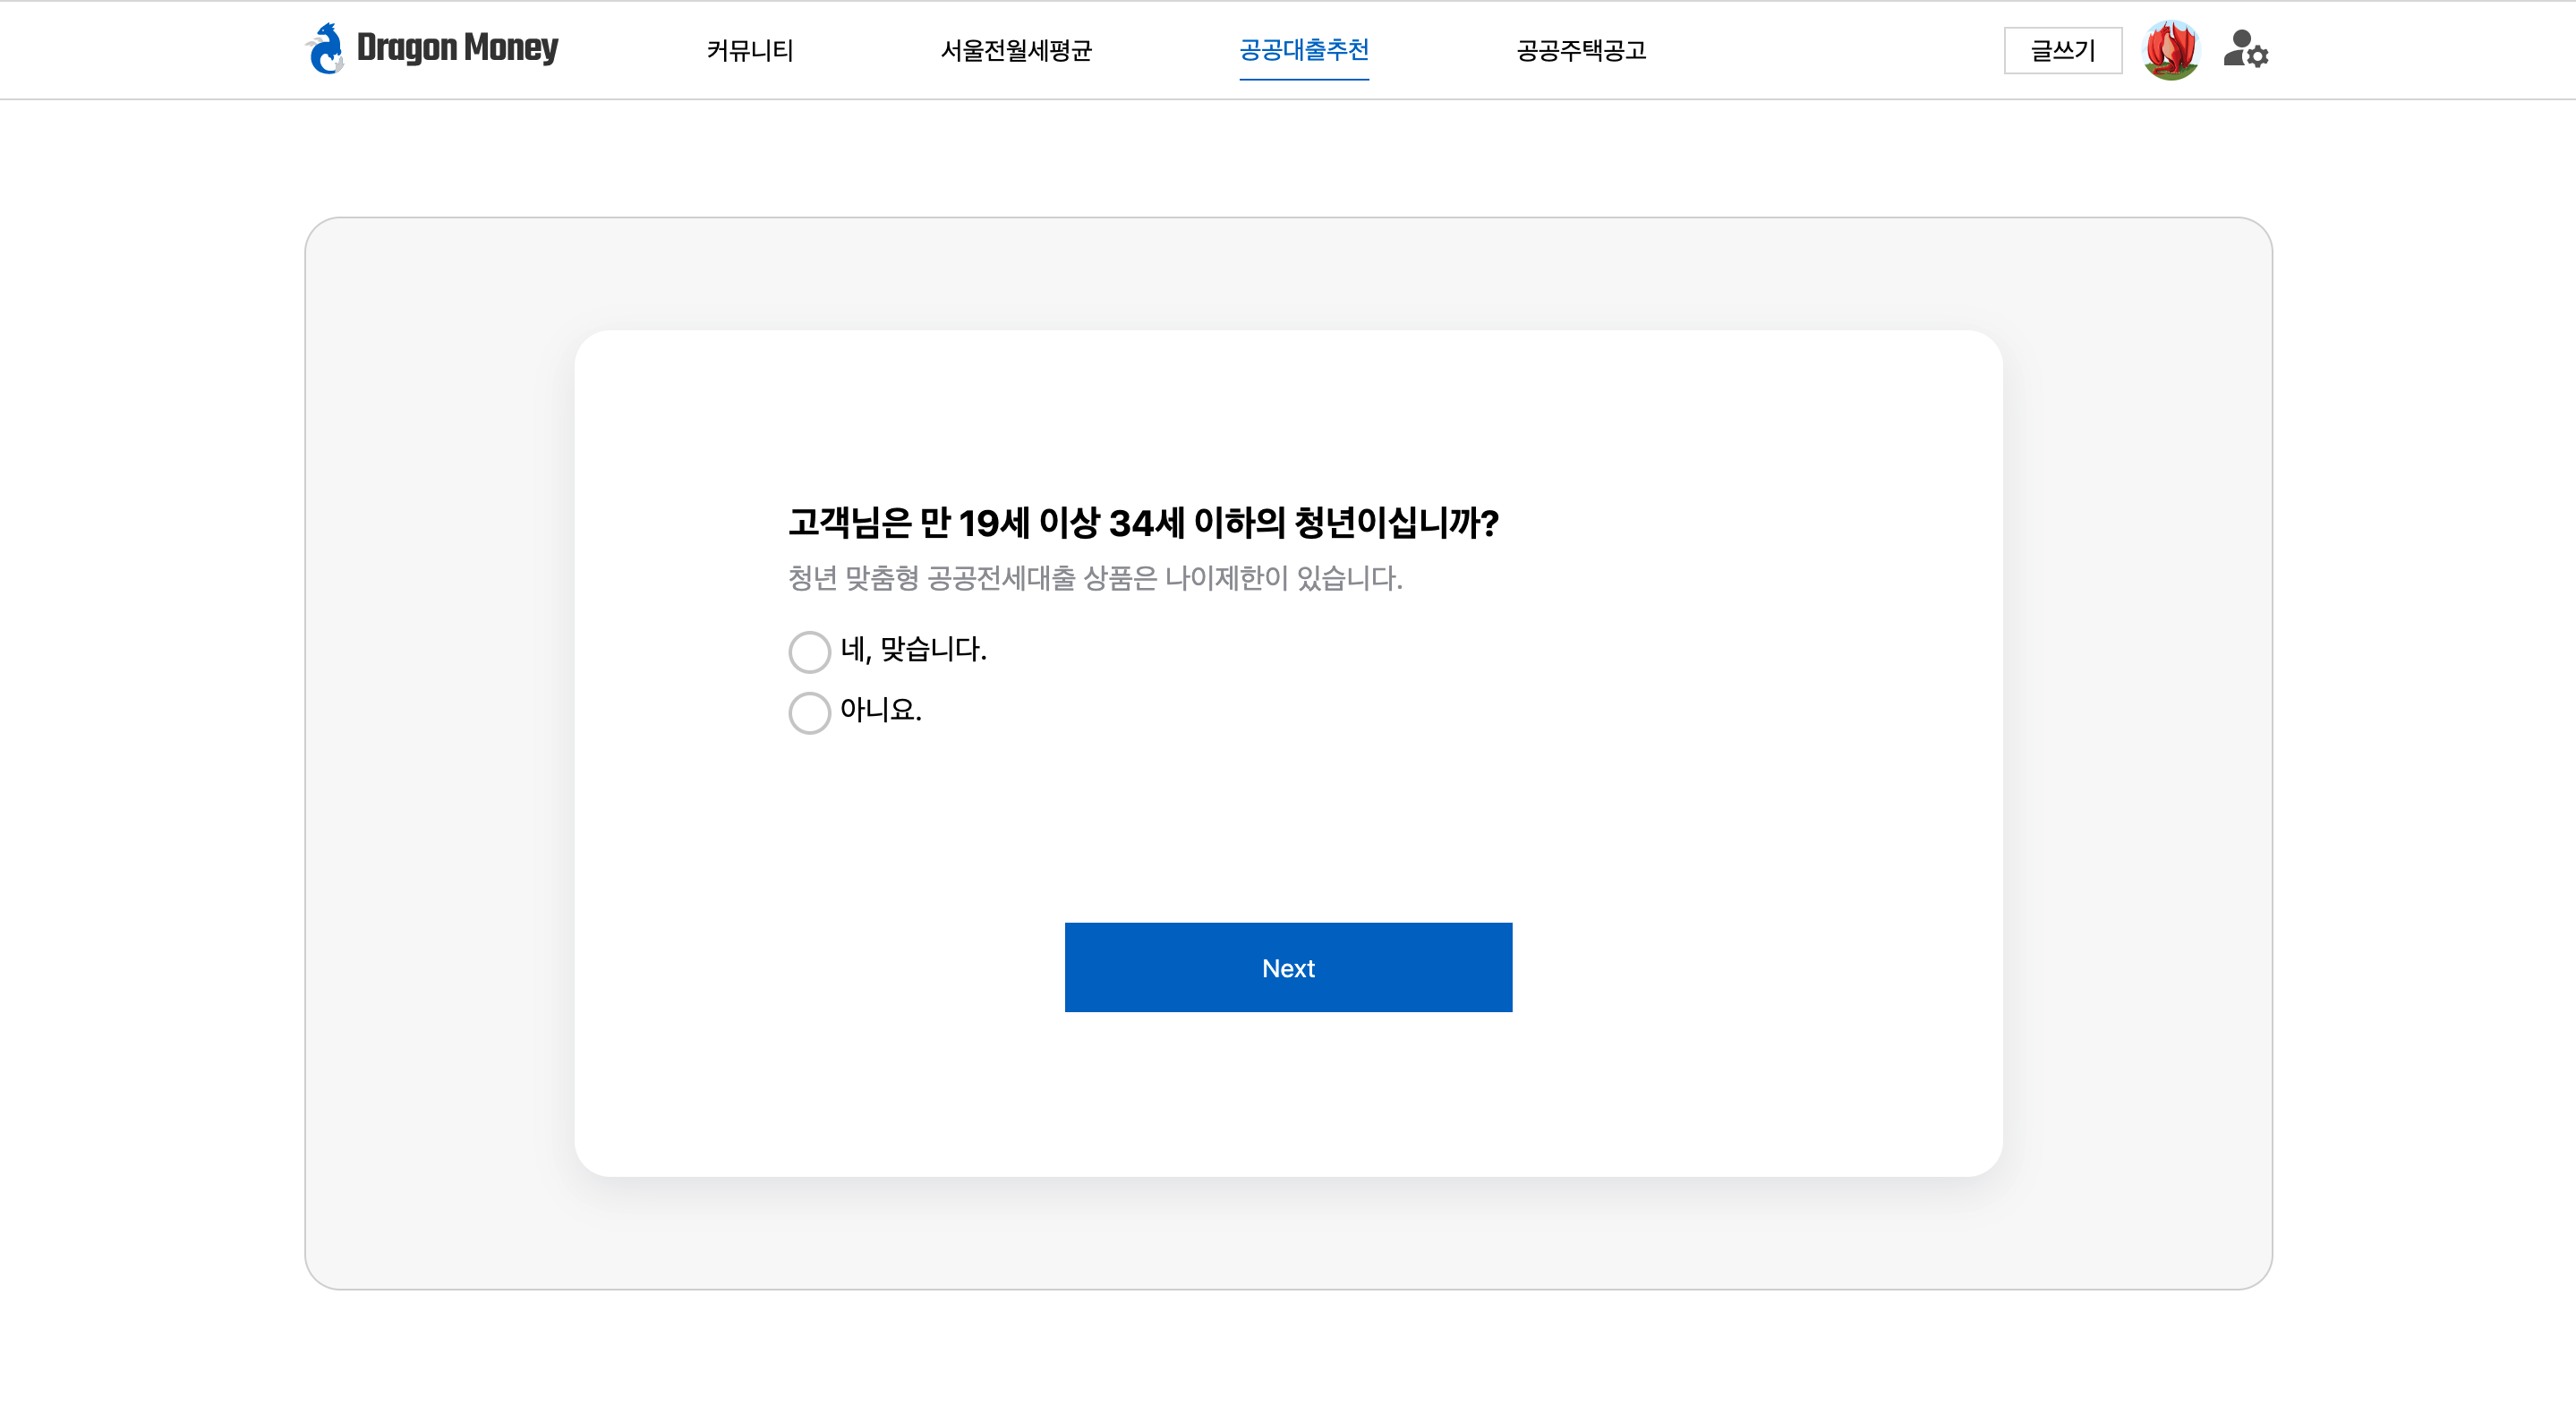 Dragon Money
커뮤니티
서울전월세평균
공공대출추천
공공주택공고
글쓰기
고객님은 만 19세 이상 34세 이하의 청년이십니까?
청년 맞춤형 공공전세대출 상품은 나이제한이 있습니다.
네, 맞습니다.
아니요.
Next